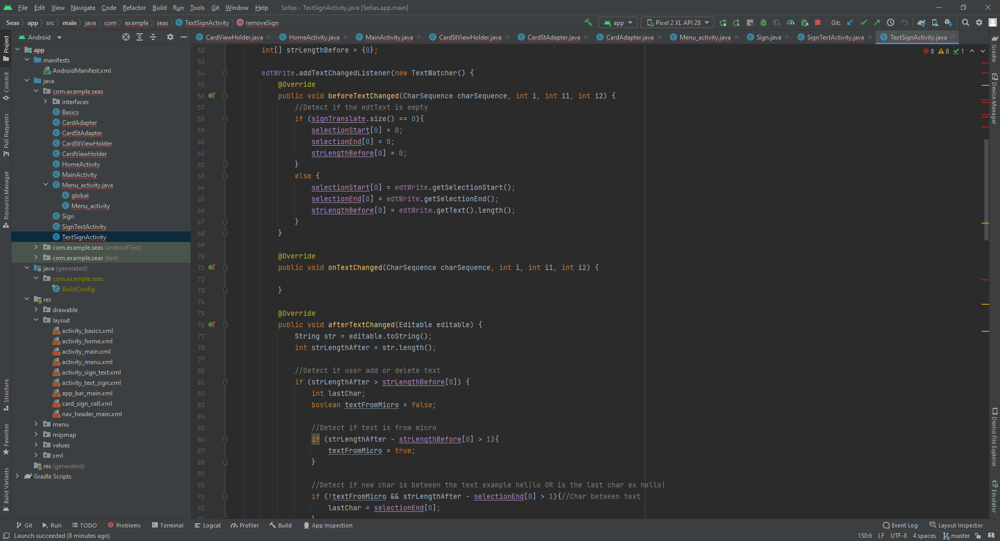 File Edit View Navigate Code Refactor Build Run Tools Git Window Help Señas - TextSignActivity.java [Señas.app.main]
Seas app src main java com example seas TextSignActivity removeSign app Pixel 2 XL API 28 Git:
Android
CardViewHolder.java HomeActivity.java MainActivity.java CardStViewHolder.java CardStAdapter.java CardAdapter.java Menu_activity.java Sign.java SignTextActivity.java TextSignActivity.java
Project
Commit
Pull Requests
Resource Manager
Structure
Favorites
Build Variants
app
manifests
AndroidManifest.xml
java
com.example.seas
interfaces
Basics
CardAdapter
CardStAdapter
CardStViewHolder
CardViewHolder
HomeActivity
MainActivity
Menu_activity.java
global
Menu_activity
Sign
SignTextActivity
TextSignActivity
com.example.seas (androidTest)
com.example.seas (test)
java (generated)
com.example.seas
BuildConfig
res
drawable
layout
activity_basics.xml
activity_home.xml
activity_main.xml
activity_menu.xml
activity_sign_text.xml
activity_text_sign.xml
app_bar_main.xml
card_sign_cell.xml
nav_header_main.xml
menu
mipmap
values
xml
res (generated)
Gradle Scripts
8 8 1
52 int[] strLengthBefore = {0};
53
54 edtWrite.addTextChangedListener(new TextWatcher() {
55 @Override
56 public void beforeTextChanged(CharSequence charSequence, int i, int i1, int i2) {
57 //Detect if the edtText is empty
58 if (signTranslate.size() == 0){
59 selectionStart[0] = 0;
60 selectionEnd[0] = 0;
61 strLengthBefore[0] = 0;
62 }
63 else {
64 selectionStart[0] = edtWrite.getSelectionStart();
65 selectionEnd[0] = edtWrite.getSelectionEnd();
66 strLengthBefore[0] = edtWrite.getText().length();
67 }
68 }
69
70 @Override
71 public void onTextChanged(CharSequence charSequence, int i, int i1, int i2) {
72
73 }
74
75 @Override
76 public void afterTextChanged(Editable editable) {
77 String str = editable.toString();
78 int strLengthAfter = str.length();
79
80 //Detect if user add or delete text
81 if (strLengthAfter > strLengthBefore[0]) {
82 int lastChar;
83 boolean textFromMicro = false;
84
85 //Detect if text is from micro
86 if (strLengthAfter - strLengthBefore[0] > 1){
87 textFromMicro = true;
88 }
89
90 //Detect if new char is between the text example hel|lo OR is the last char ex hello|
91 if (!textFromMicro && strLengthAfter - selectionEnd[0] > 1){//Char between text
92 lastChar = selectionEnd[0];
Gradle
Device Manager
Device File Explorer
Emulator
Git Run TODO Problems Terminal Logcat Profiler Build App Inspection Event Log Layout Inspector
Launch succeeded (8 minutes ago) 150:6 LF UTF-8 4 spaces master